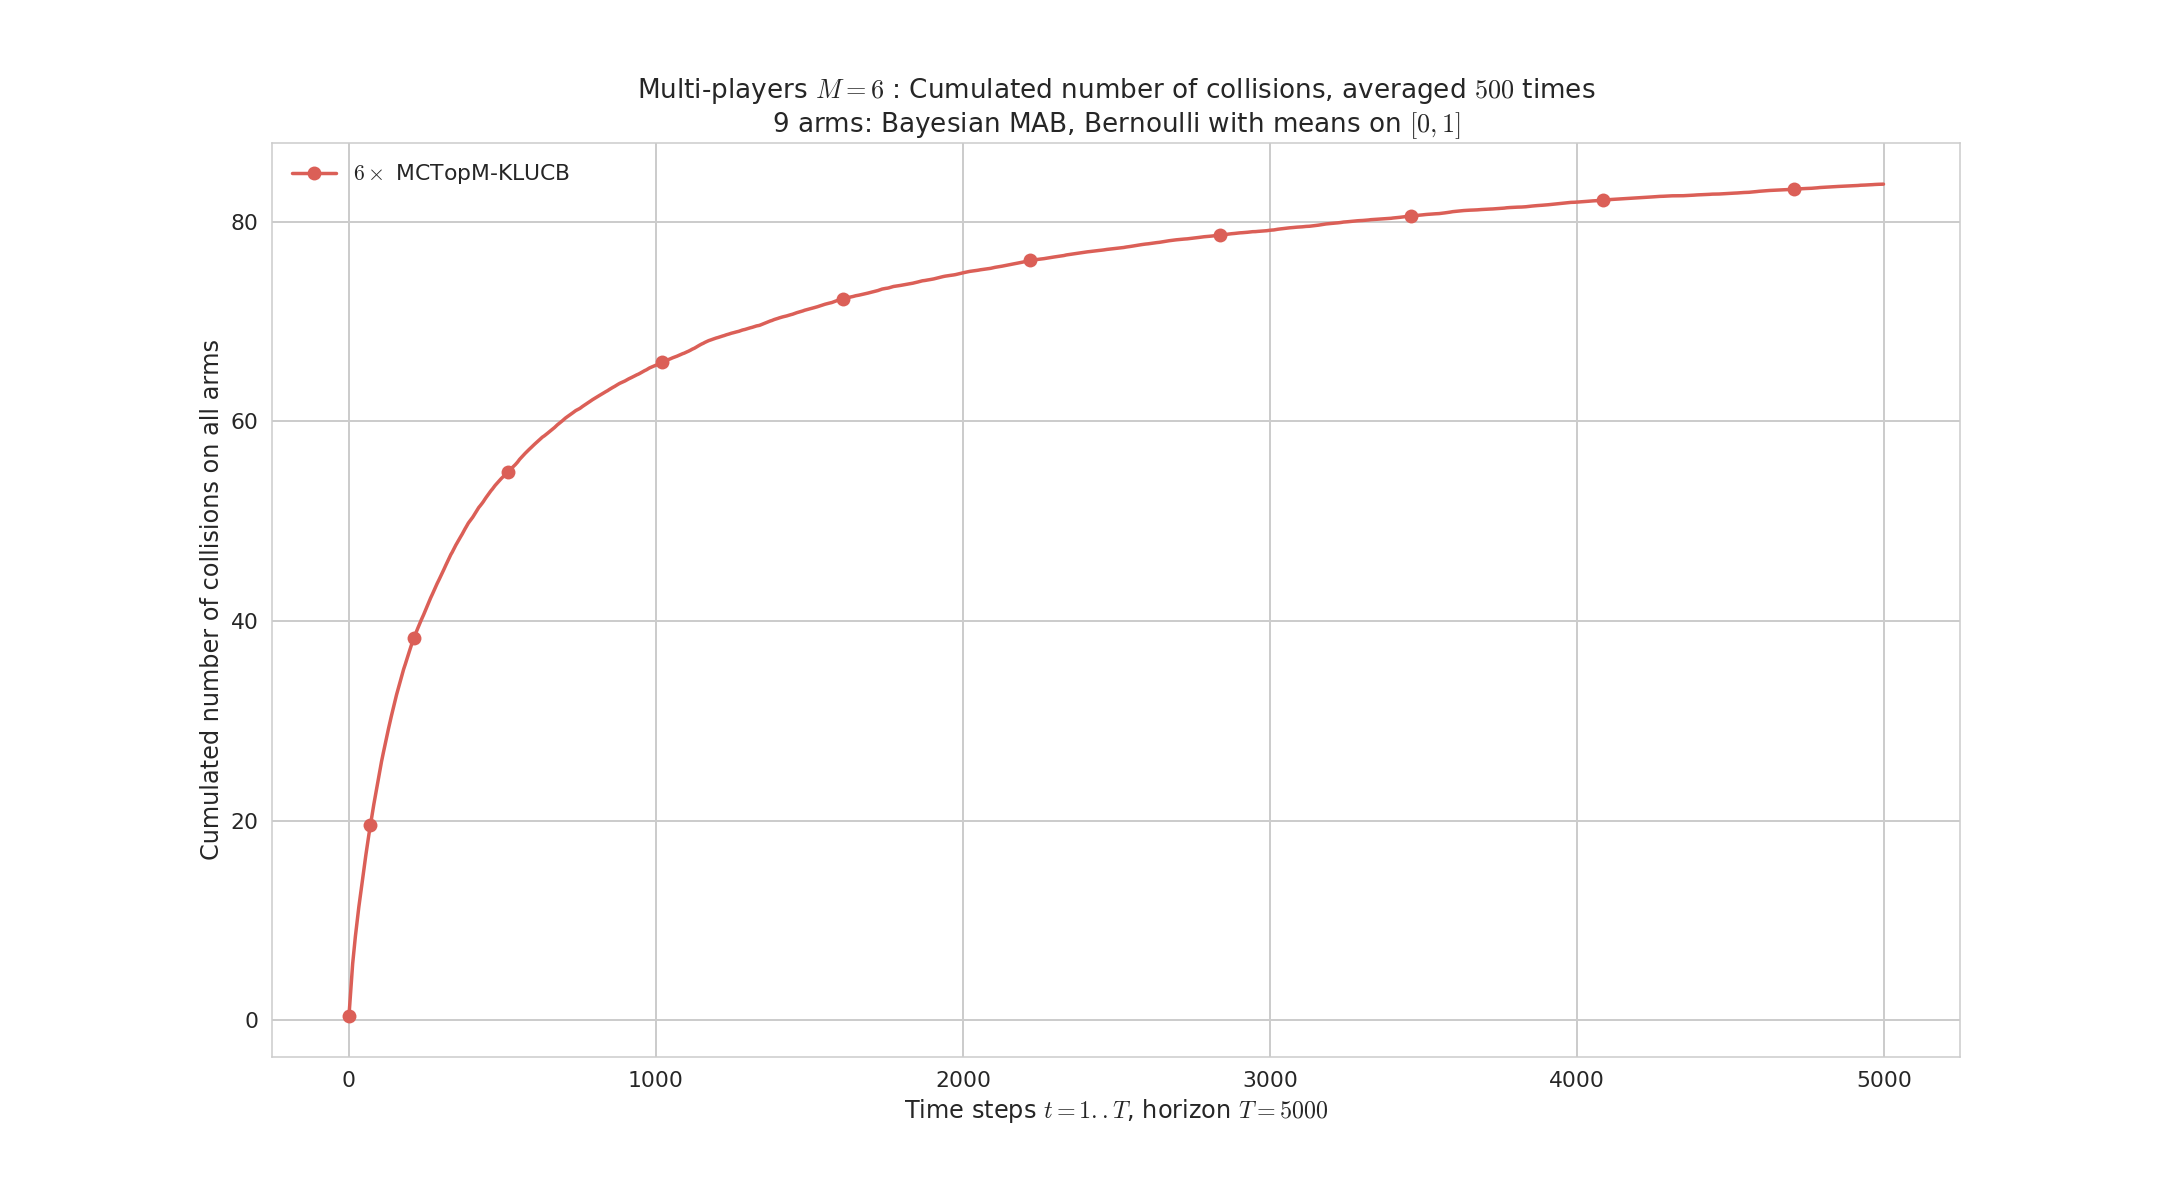 Multi-players M = 6 : Cumulated number of collisions, averaged 500 times
9 arms: Bayesian MAB, Bernoulli with means on [0, 1]
6× MCTopM-KLUCB
Cumulated number of collisions on all arms
80
60
40
20
0
0 1000 2000 3000 4000 5000
Time steps t = 1..T, horizon T = 5000